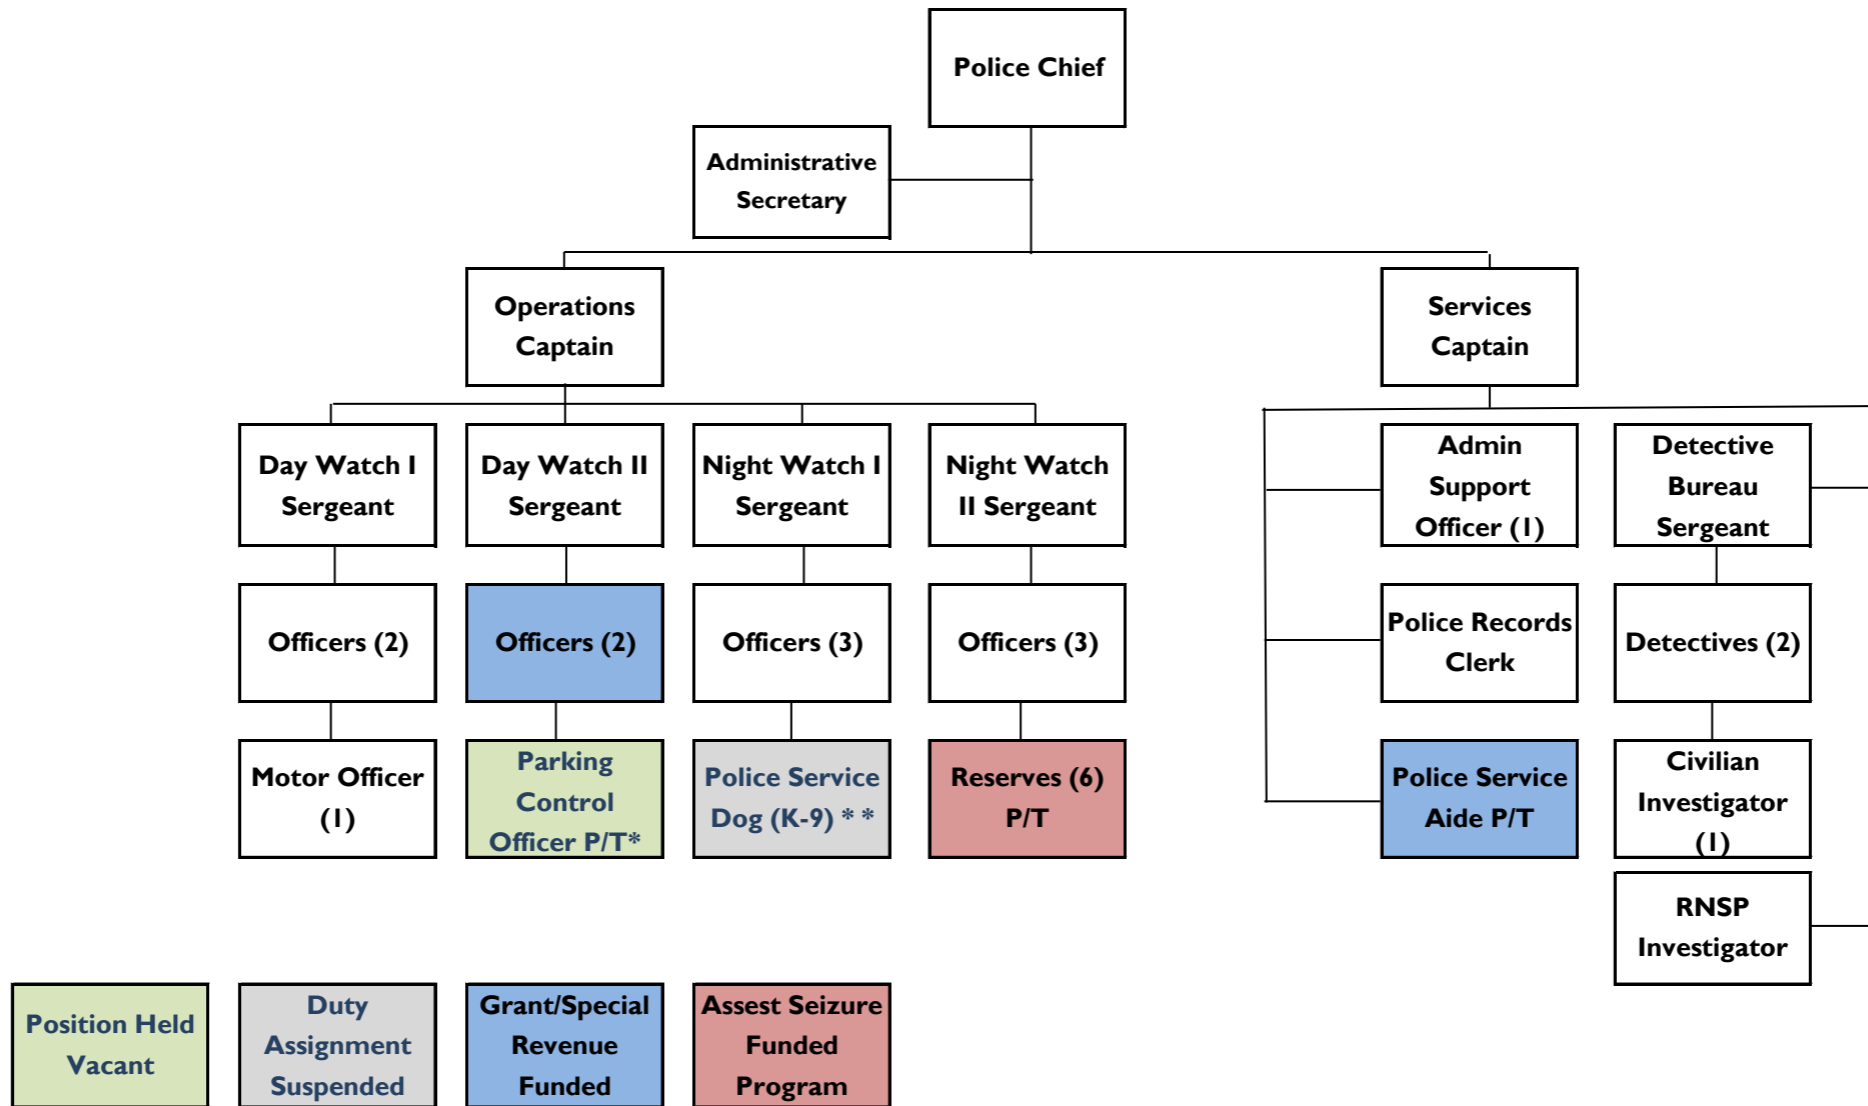 Police Chief
Administrative
Secretary
Operations
Captain
Services
Captain
Day Watch I
Sergeant
Day Watch II
Sergeant
Night Watch I
Sergeant
Night Watch
II Sergeant
Admin
Support
Officer (1)
Detective
Bureau
Sergeant
Officers (2)
Officers (2)
Officers (3)
Officers (3)
Police Records
Clerk
Detectives (2)
Motor Officer
(1)
Parking
Control
Officer P/T*
Police Service
Dog (K-9) * *
Reserves (6)
P/T
Police Service
Aide P/T
Civilian
Investigator
(1)
RNSP
Investigator
Position Held
Vacant
Duty
Assignment
Suspended
Grant/Special
Revenue
Funded
Assest Seizure
Funded
Program